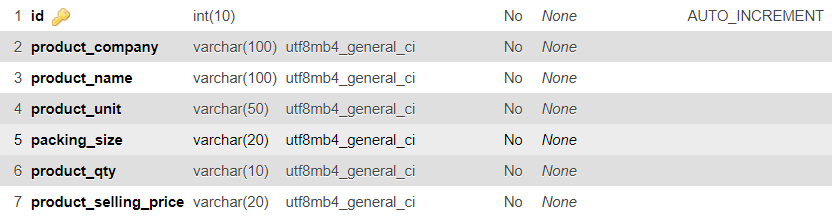 1 id int(10) No None AUTO_INCREMENT
2 product_company varchar(100) utf8mb4_general_ci No None
3 product_name varchar(100) utf8mb4_general_ci No None
4 product_unit varchar(50) utf8mb4_general_ci No None
5 packing_size varchar(20) utf8mb4_general_ci No None
6 product_qty varchar(10) utf8mb4_general_ci No None
7 product_selling_price varchar(20) utf8mb4_general_ci No None